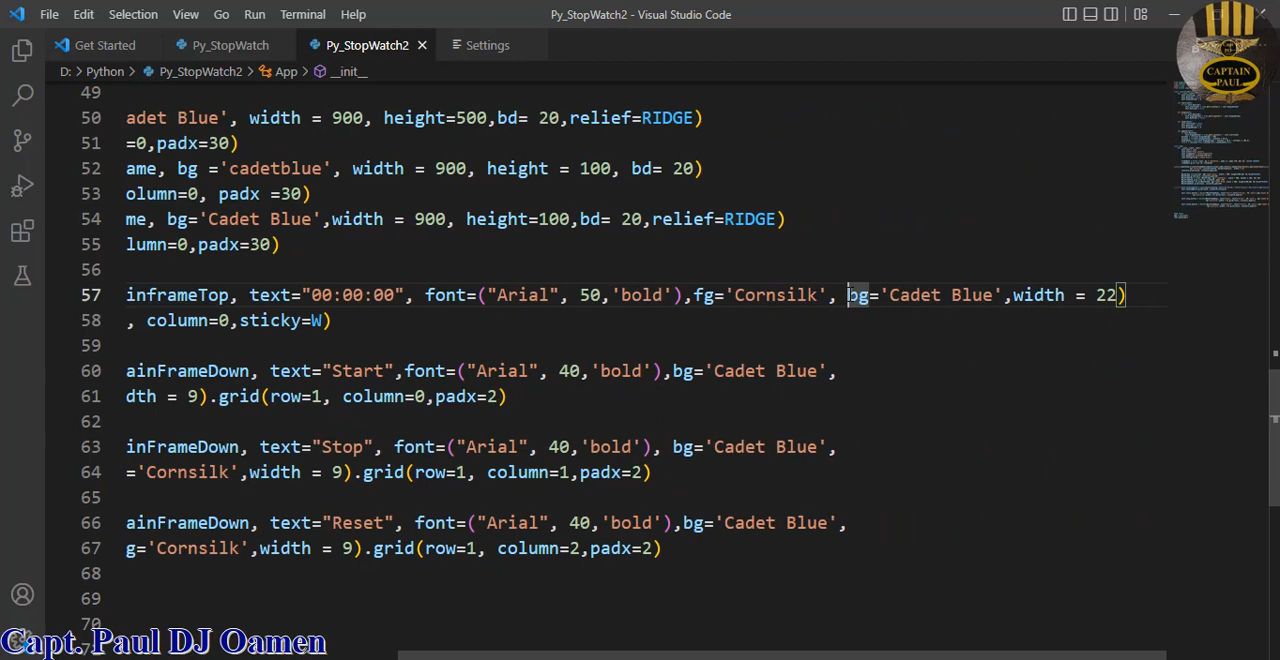 File Edit Selection View Go Run Terminal Help Py_StopWatch2 - Visual Studio Code
Get Started Py_StopWatch Py_StopWatch2 Settings
D: > Python > Py_StopWatch2 > App > __init__
CAPTAIN
PAUL
49
50 adet Blue', width = 900, height=500,bd= 20,relief=RIDGE)
51 =0,padx=30)
52 ame, bg ='cadetblue', width = 900, height = 100, bd= 20)
53 olumn=0, padx =30)
54 me, bg='Cadet Blue',width = 900, height=100,bd= 20,relief=RIDGE)
55 lumn=0,padx=30)
56
57 inframeTop, text="00:00:00", font=("Arial", 50,'bold'),fg='Cornsilk', bg='Cadet Blue',width = 22)
58 , column=0,sticky=W)
59
60 ainFrameDown, text="Start",font=("Arial", 40,'bold'),bg='Cadet Blue',
61 dth = 9).grid(row=1, column=0,padx=2)
62
63 inFrameDown, text="Stop", font=("Arial", 40,'bold'), bg='Cadet Blue',
64 ='Cornsilk',width = 9).grid(row=1, column=1,padx=2)
65
66 ainFrameDown, text="Reset", font=("Arial", 40,'bold'),bg='Cadet Blue',
67 g='Cornsilk',width = 9).grid(row=1, column=2,padx=2)
68
69
70
Capt. Paul DJ Oamen